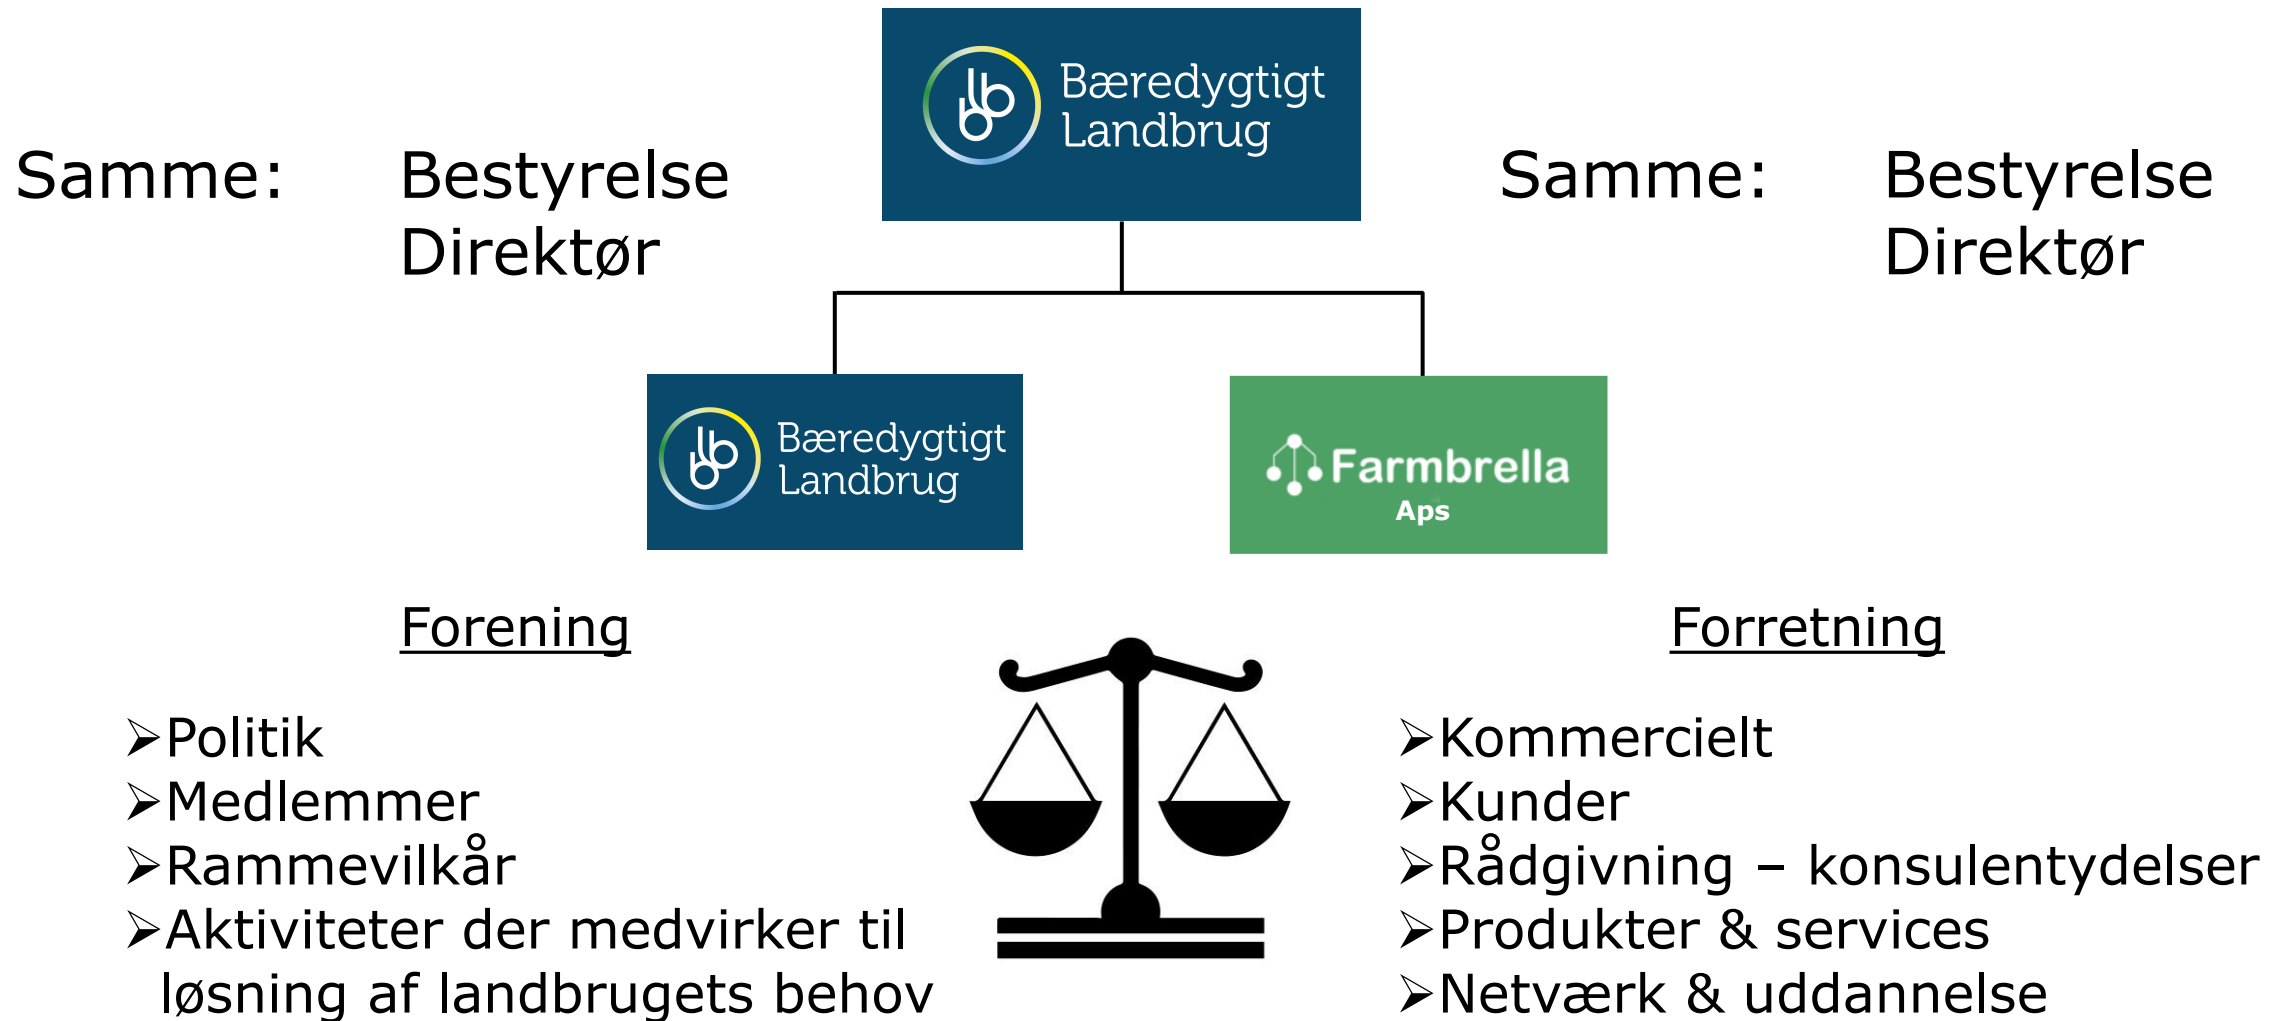 Bæredygtigt
Landbrug
Samme: Bestyrelse
Direktør
Samme: Bestyrelse
Direktør
Bæredygtigt
Landbrug
Farmbrella
Aps
Forening
➢Politik
➢Medlemmer
➢Rammevilkår
➢Aktiviteter der medvirker til
løsning af landbrugets behov
Forretning
➢Kommercielt
➢Kunder
➢Rådgivning – konsulentydelser
➢Produkter & services
➢Netværk & uddannelse